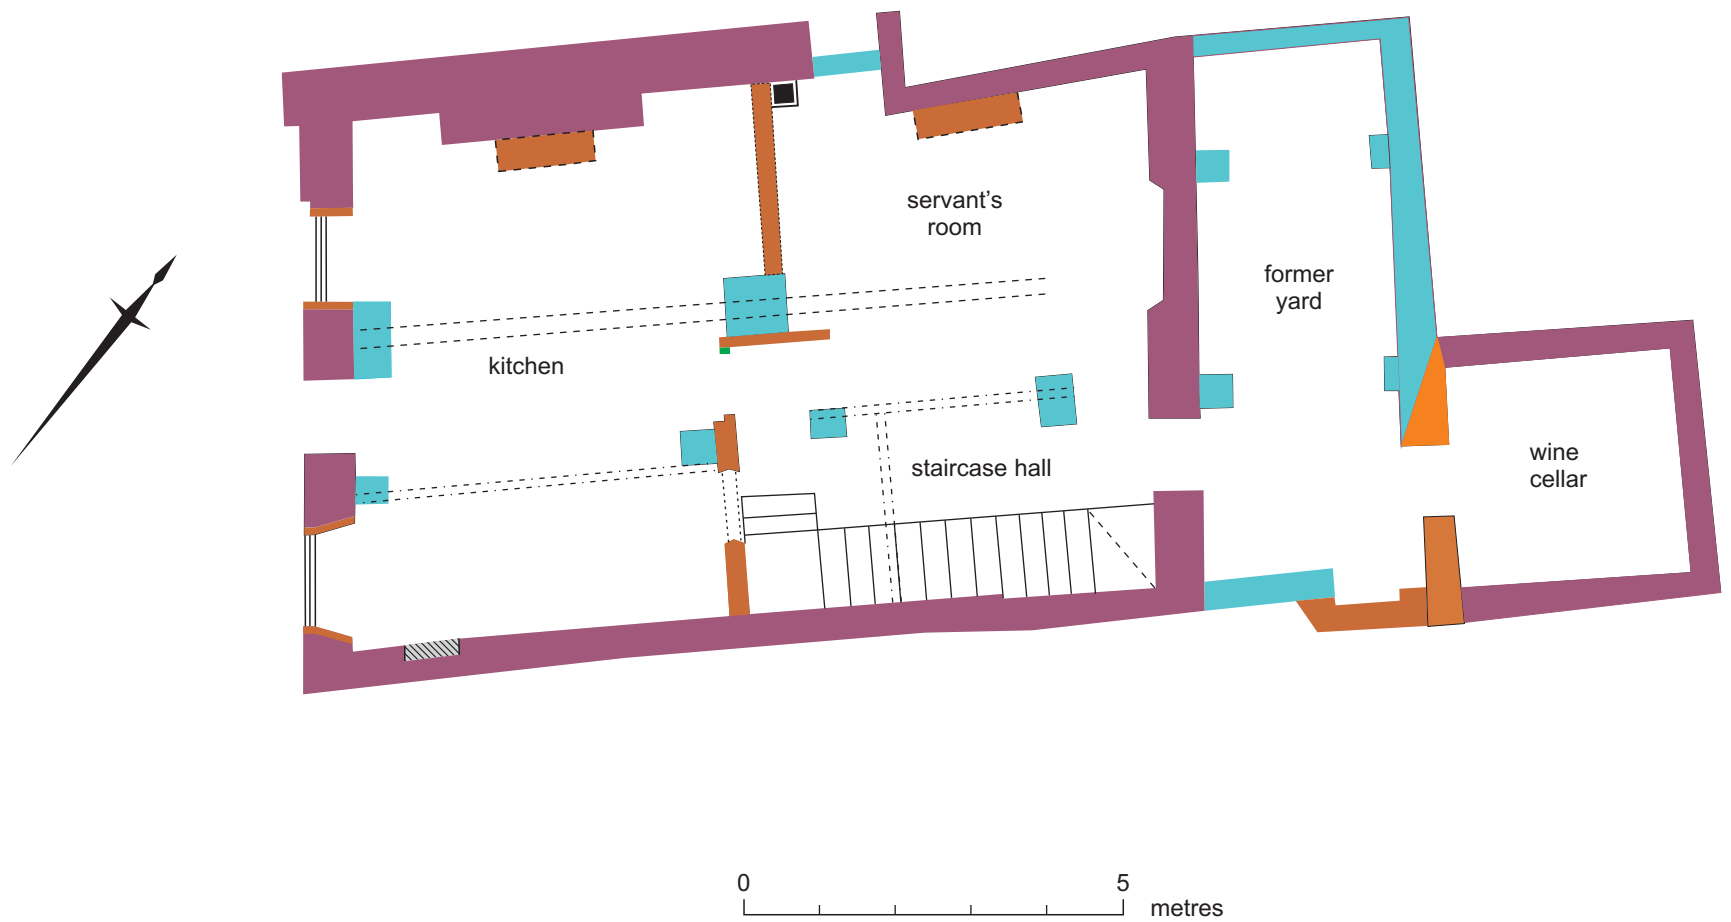 servant’s
room
former
yard
kitchen
staircase hall
wine
cellar
0 5
metres